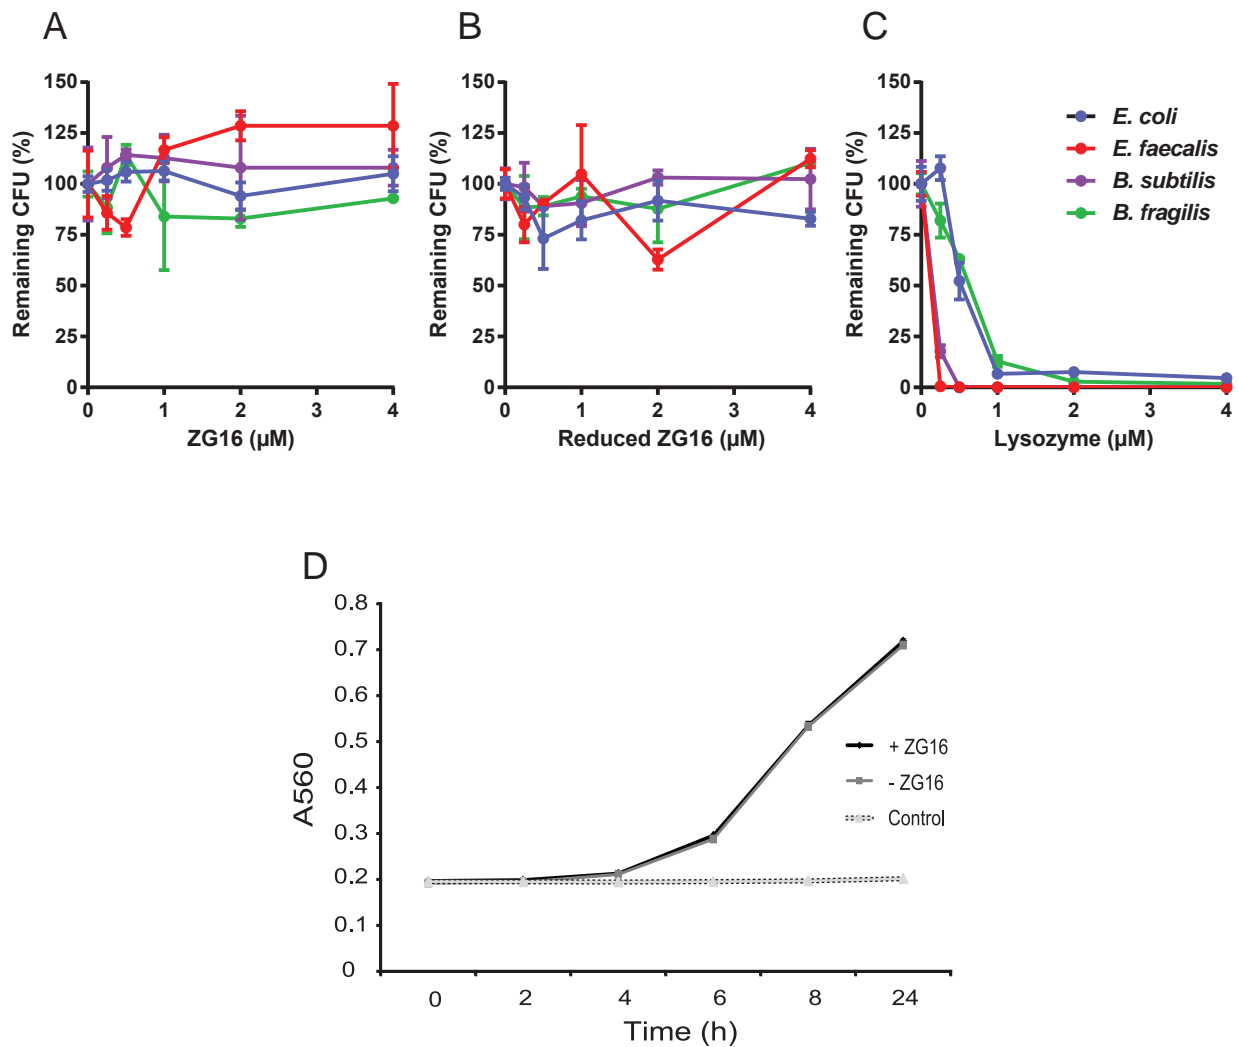 A
B
C
150
125
100
75
50
25
0
Remaining CFU (%)
0
1
2
3
4
ZG16 (µM)
150
125
100
75
50
25
0
Remaining CFU (%)
0
1
2
3
4
Reduced ZG16 (µM)
150
125
100
75
50
25
0
Remaining CFU (%)
0
1
2
3
4
Lysozyme (µM)
E. coli
E. faecalis
B. subtilis
B. fragilis
D
0.8
0.7
0.6
0.5
0.4
0.3
0.2
0.1
0
A560
0
2
4
6
8
24
Time (h)
+ ZG16
- ZG16
Control